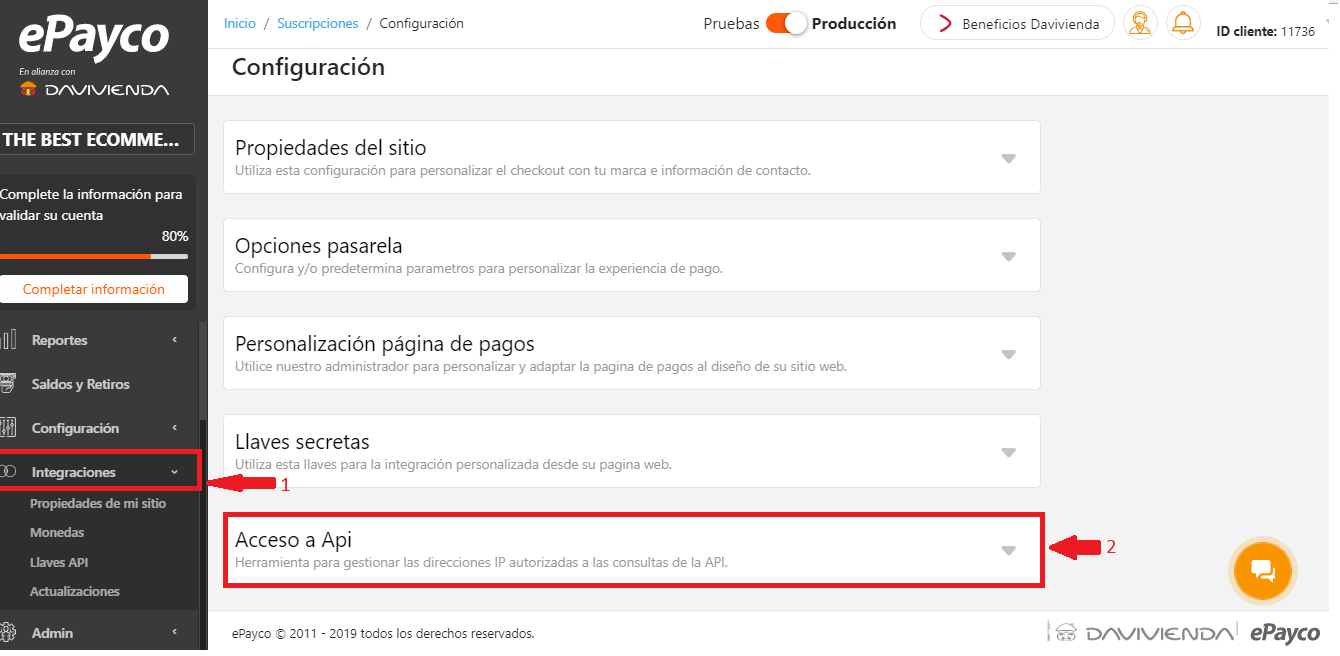 ePayco
En alianza con
DAVIVIENDA
THE BEST ECOMME...
Complete la información para
validar su cuenta
80%
Completar información
Reportes
Saldos y Retiros
Configuración
Integraciones
1
Propiedades de mi sitio
Monedas
Llaves API
Actualizaciones
Admin
Inicio / Suscripciones / Configuración
Pruebas Producción
Beneficios Davivienda
ID cliente: 11736
Configuración
Propiedades del sitio
Utiliza esta configuración para personalizar el checkout con tu marca e información de contacto.
Opciones pasarela
Configura y/o predetermina parametros para personalizar la experiencia de pago.
Personalización página de pagos
Utilice nuestro administrador para personalizar y adaptar la pagina de pagos al diseño de su sitio web.
Llaves secretas
Utiliza esta llaves para la integración personalizada desde su pagina web.
Acceso a Api
Herramienta para gestionar las direcciones IP autorizadas a las consultas de la API.
2
ePayco © 2011 - 2019 todos los derechos reservados.
DAVIVIENDA ePayco